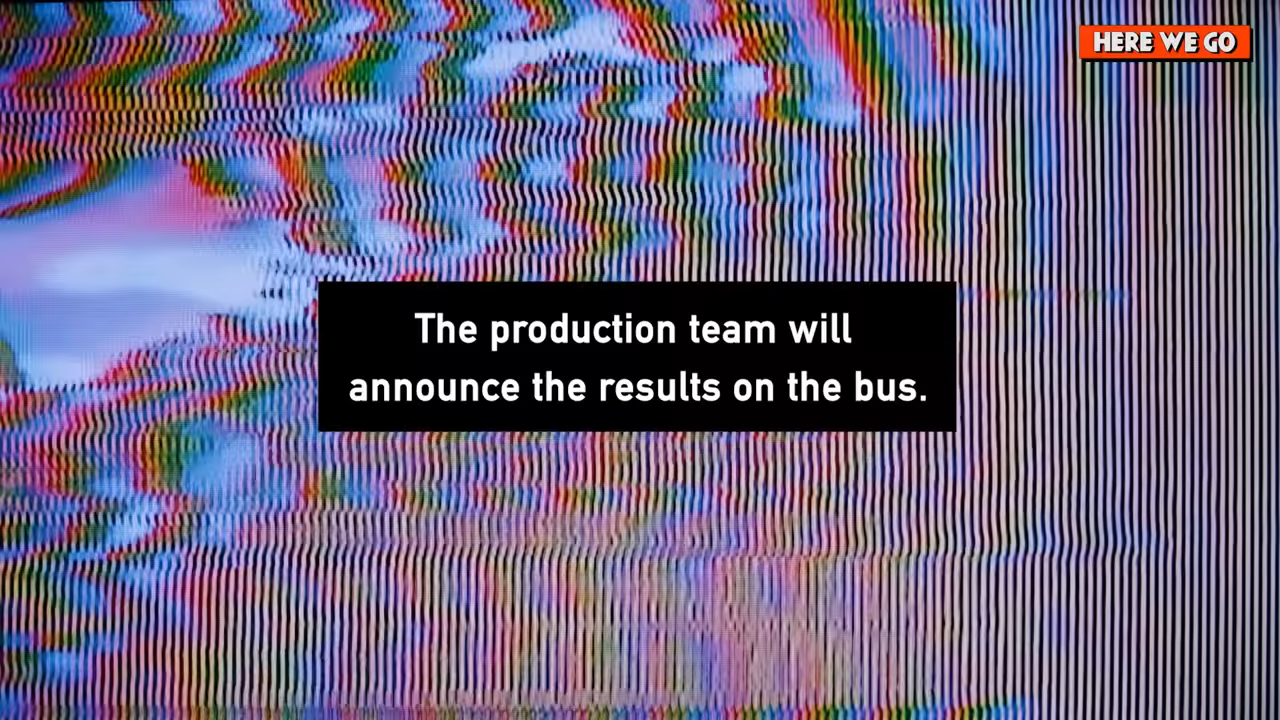 HERE WE GO
The production team will
announce the results on the bus.